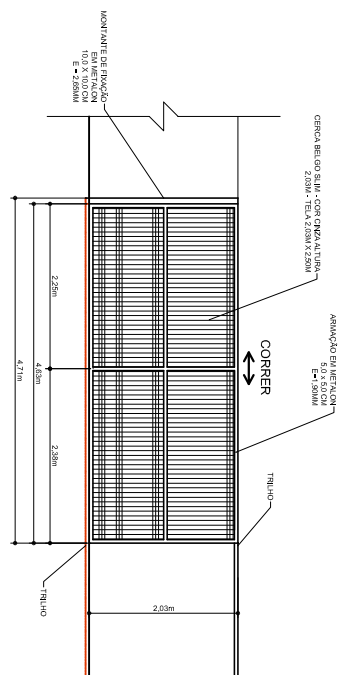 CERCA BELGO SLIM - COR CINZA ALTURA
2,03M - TELA 2,03M X 2,50M
ARMAÇÃO EM METALON
5,0 x 5,0 CM
E=1,90MM
MONTANTE DE FIXAÇÃO
EM METALON
10,0 X 10,0 CM
E = 2,65MM
CORRER
TRILHO
2,25m
2,38m
4,63m
4,71m
2,03m
TRILHO